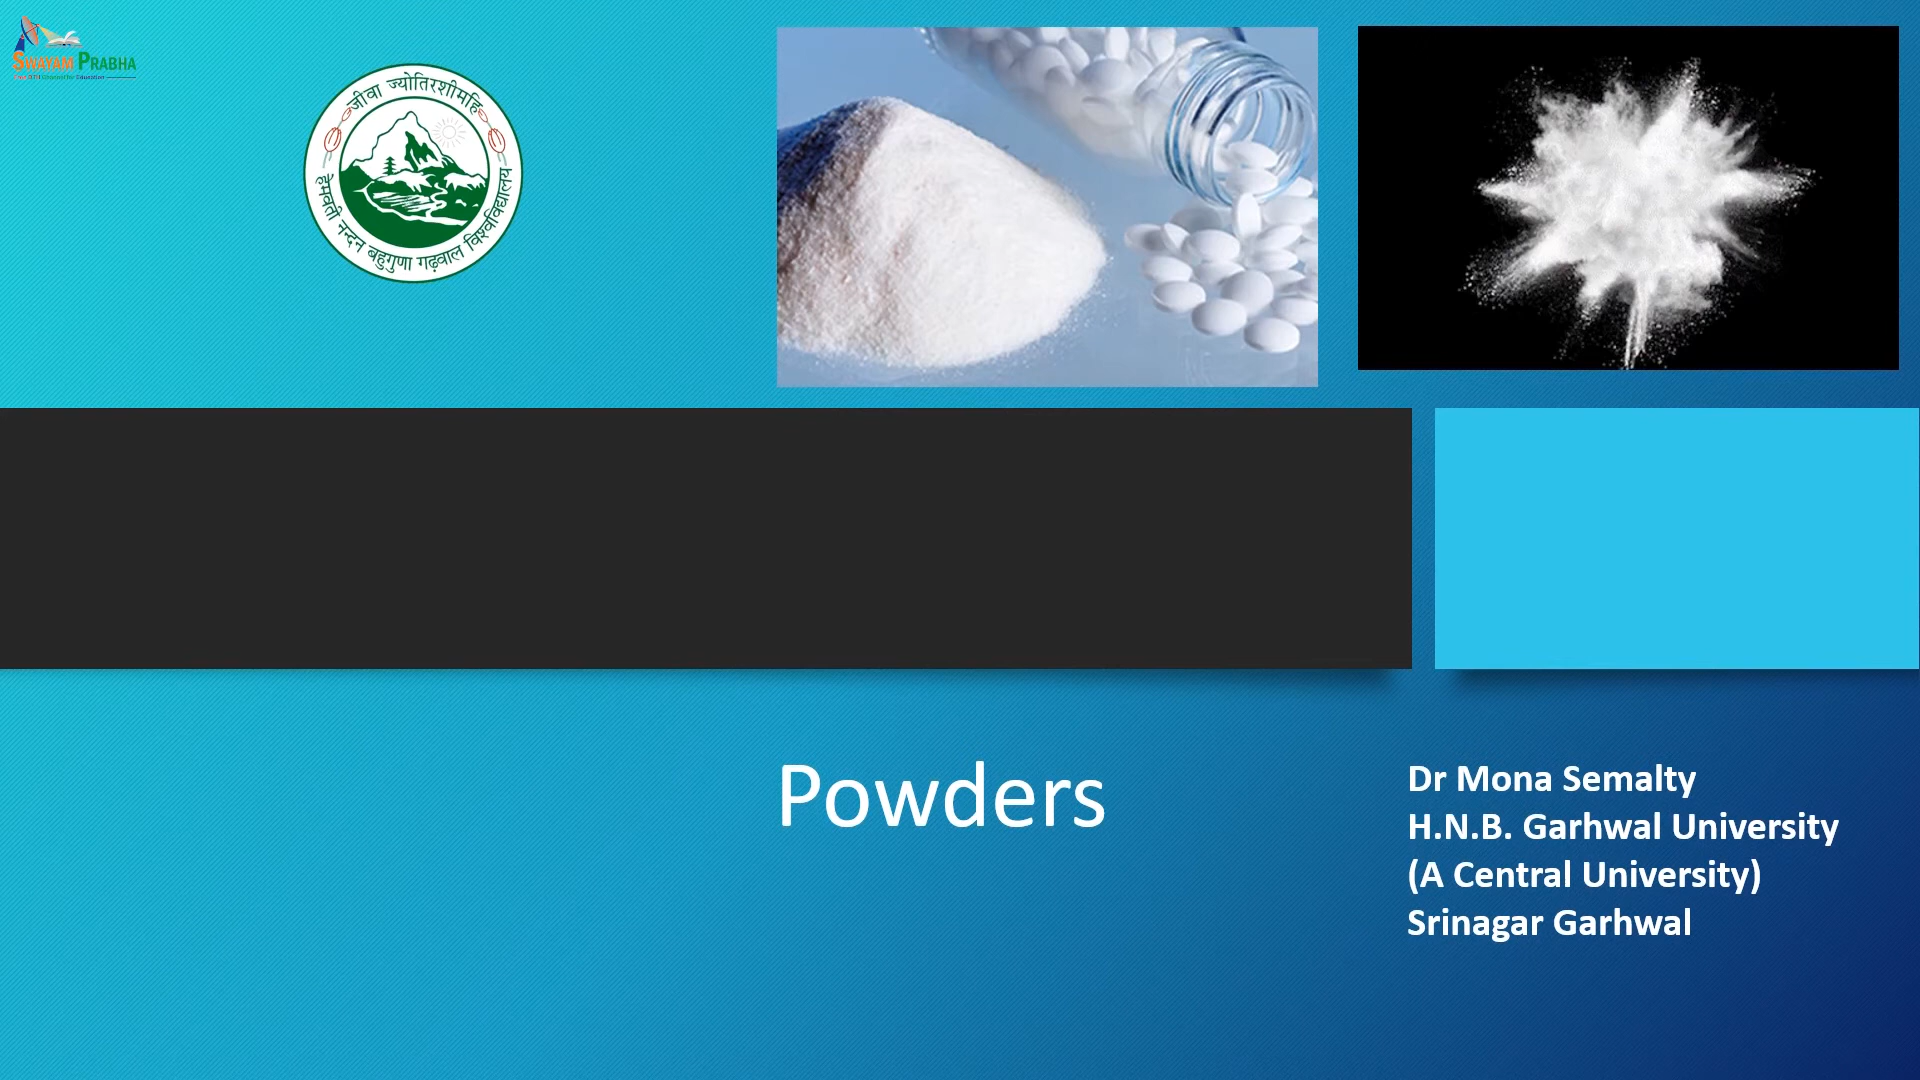 SWAYAM PRABHA
जीवा ज्योतिरशीमहि
हेमवती नन्दन बहुगुणा गढ़वाल विश्वविद्यालय
Powders
Dr Mona Semalty
H.N.B. Garhwal University
(A Central University)
Srinagar Garhwal